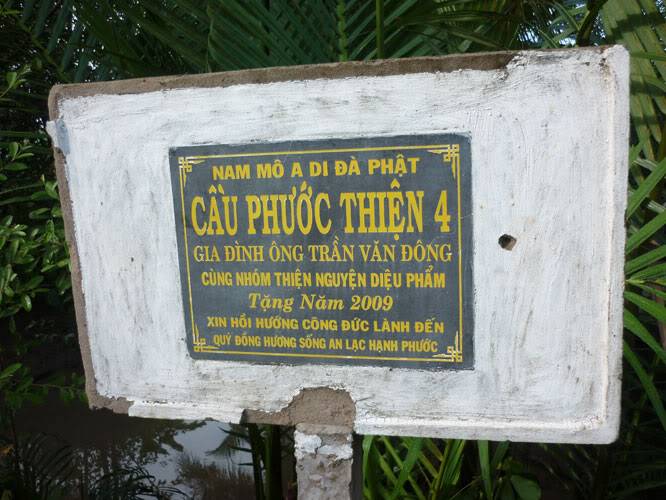 NAM MÔ A DI ĐÀ PHẬT
CẦU PHƯỚC THIỆN 4
GIA ĐÌNH ÔNG TRẦN VĂN ĐÔNG
CÙNG NHÓM THIỆN NGUYỆN DIỆU PHẨM
Tặng Năm 2009
XIN HỒI HƯỚNG CÔNG ĐỨC LÀNH ĐẾN
QUÝ ĐỒNG HƯƠNG SỐNG AN LẠC HẠNH PHƯỚC